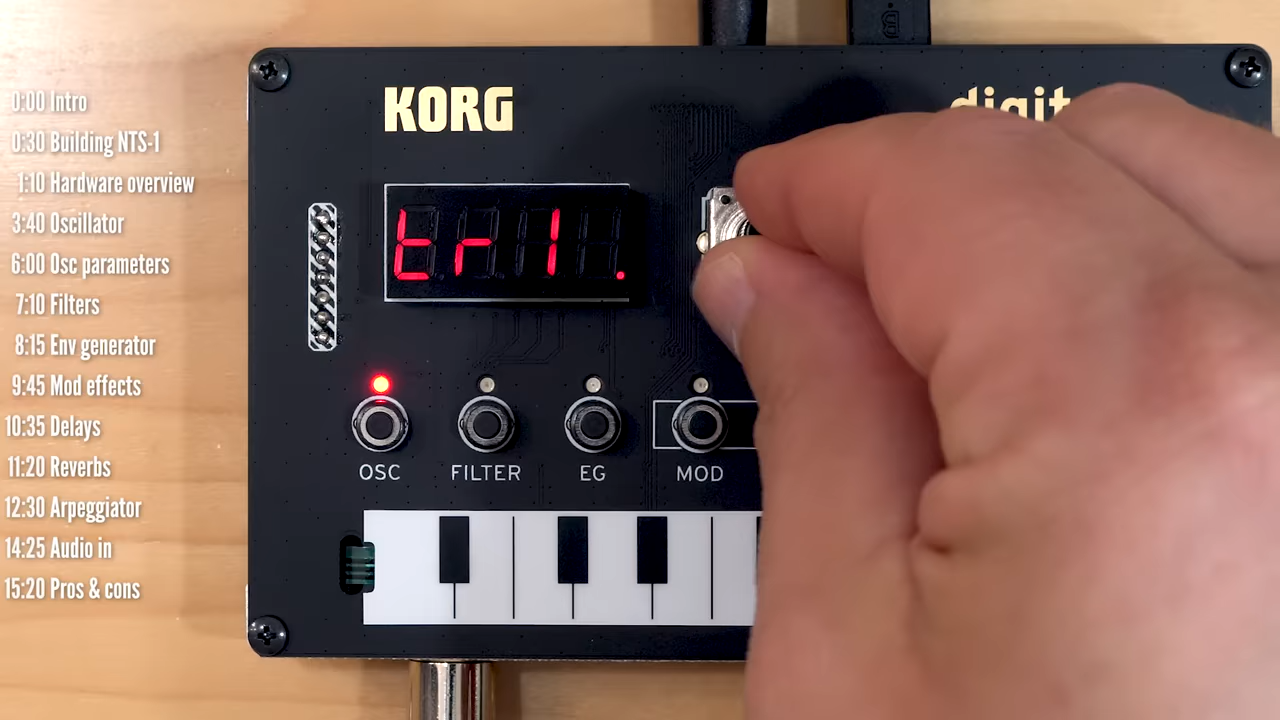 0:00 Intro
0:30 Building NTS-1
1:10 Hardware overview
3:40 Oscillator
6:00 Osc parameters
7:10 Filters
8:15 Env generator
9:45 Mod effects
10:35 Delays
11:20 Reverbs
12:30 Arpeggiator
14:25 Audio in
15:20 Pros & cons
KORG
digit
tr1.
OSC
FILTER
EG
MOD